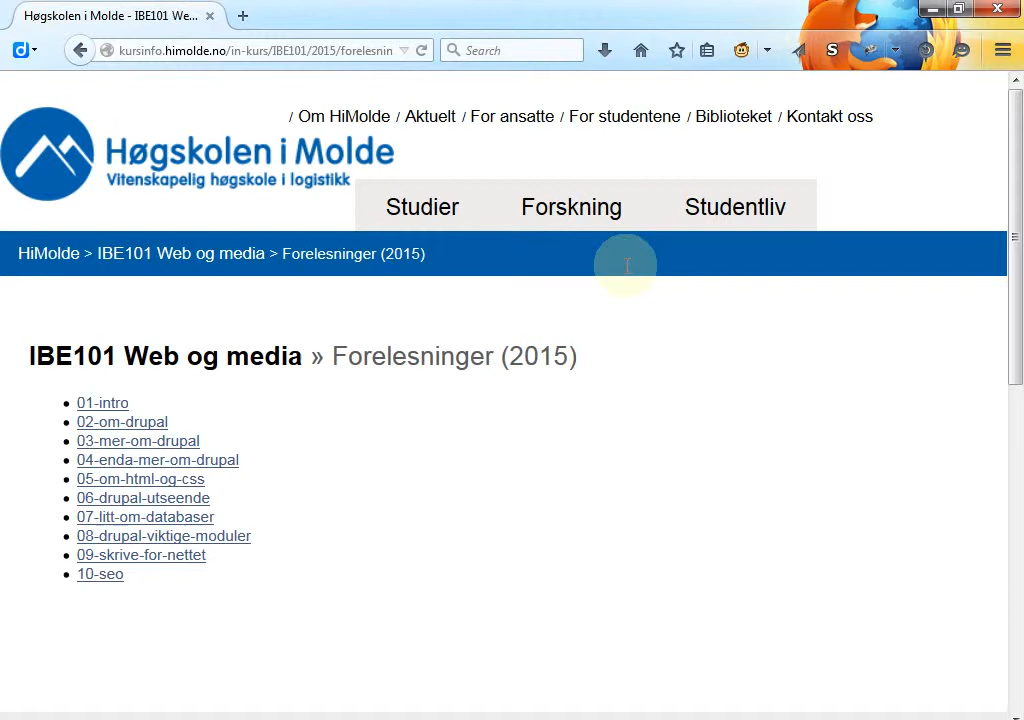 Høgskolen i Molde - IBE101 We...
kursinfo.himolde.no/in-kurs/IBE101/2015/forelesnin
Search
/ Om HiMolde / Aktuelt / For ansatte / For studentene / Biblioteket / Kontakt oss
Høgskolen i Molde
Vitenskapelig høgskole i logistikk
Studier Forskning Studentliv
HiMolde > IBE101 Web og media > Forelesninger (2015)
IBE101 Web og media » Forelesninger (2015)
01-intro
02-om-drupal
03-mer-om-drupal
04-enda-mer-om-drupal
05-om-html-og-css
06-drupal-utseende
07-litt-om-databaser
08-drupal-viktige-moduler
09-skrive-for-nettet
10-seo